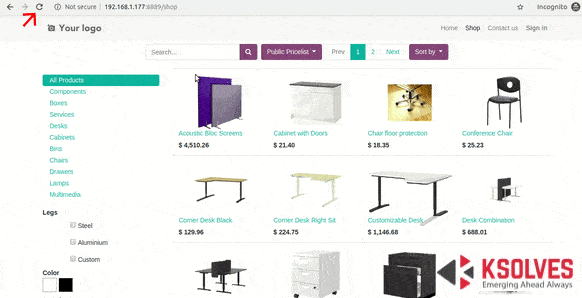 Not secure | 192.168.1.177:8889/shop
Incognito
Your logo
Home Shop Contact us Sign in
Search...
Public Pricelist Prev 1 2 Next Sort by
All Products
Components
Boxes
Services
Desks
Cabinets
Bins
Chairs
Drawers
Lamps
Multimedia
Legs
Steel
Aluminium
Custom
Color
Acoustic Bloc Screens
$ 4,510.26
Cabinet with Doors
$ 21.40
Chair floor protection
$ 18.35
Conference Chair
$ 25.23
Corner Desk Black
$ 129.96
Corner Desk Right Sit
$ 224.75
Customizable Desk
$ 1,146.68
Desk Combination
$ 688.01
KSOLVES
Emerging Ahead Always